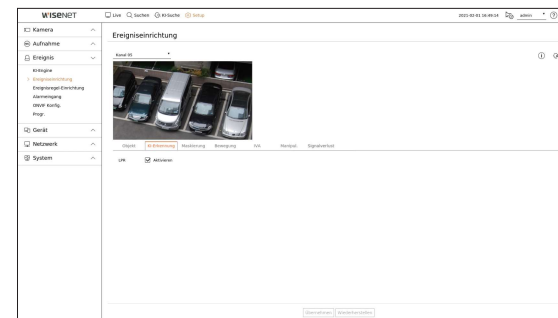 WISENET
Live Suchen KI-Suche Setup
2021-02-01 16:49:14 admin
Kamera
Aufnahme
Ereignis
KI-Engine
Ereigniseinrichtung
Ereignisregel-Einrichtung
Alarmeingang
ONVIF Konfig.
Progr.
Gerät
Netzwerk
System
Ereigniseinrichtung
Kanal 05
Objekt KI-Erkennung Maskierung Bewegung IVA Manipul. Signalverlust
LPR Aktivieren
Übernehmen Wiederherstellen